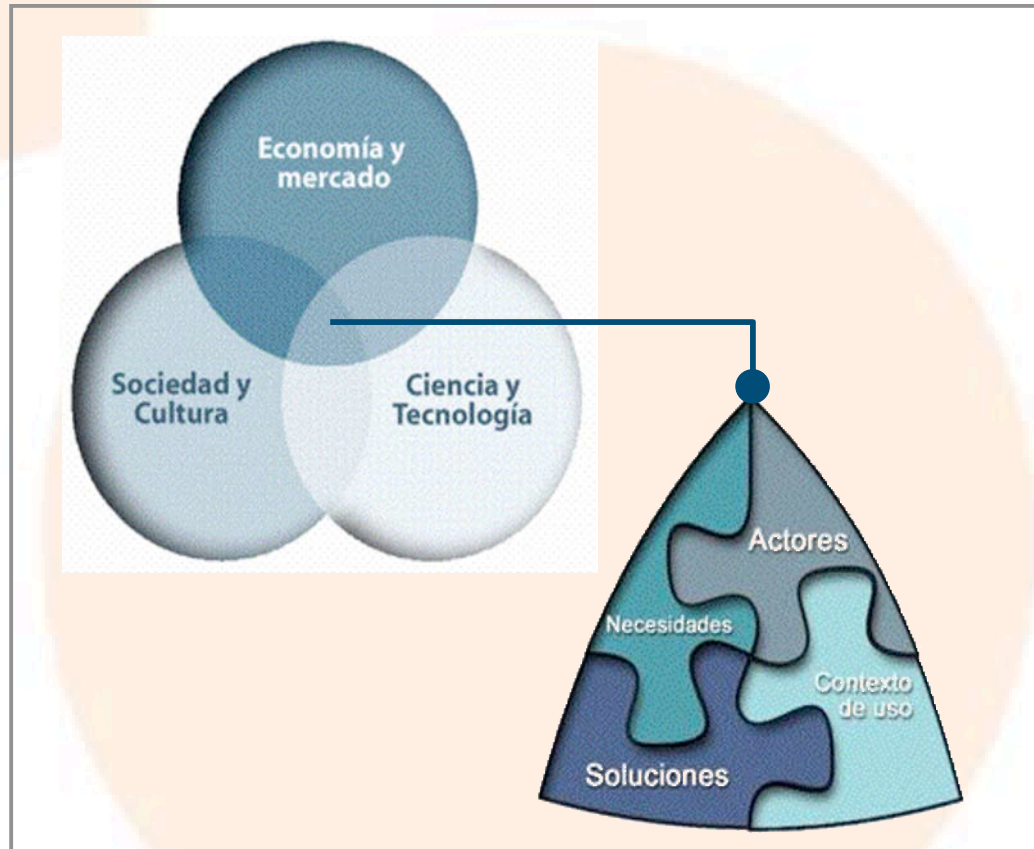 Economía y
mercado
Sociedad y
Cultura
Ciencia y
Tecnología
Actores
Necesidades
Contexto
de uso
Soluciones